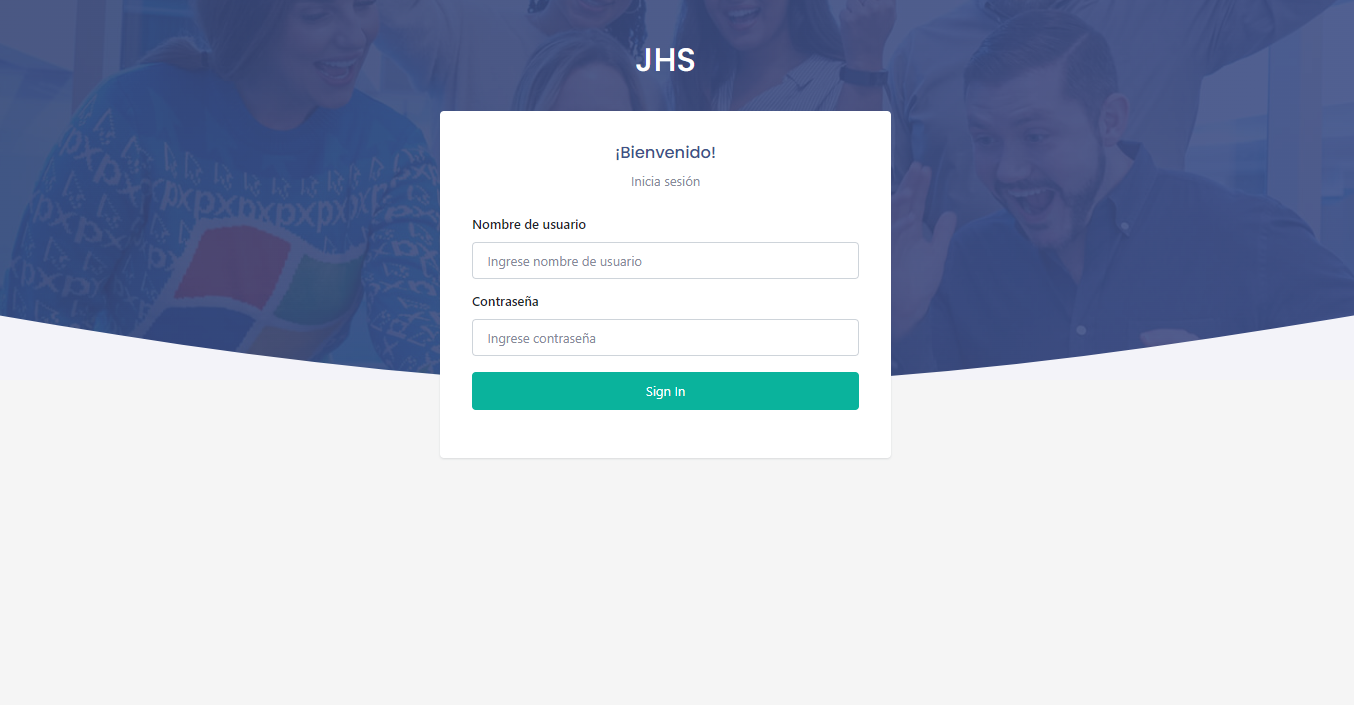 JHS
¡Bienvenido!
Inicia sesión
Nombre de usuario
Ingrese nombre de usuario
Contraseña
Ingrese contraseña
Sign In